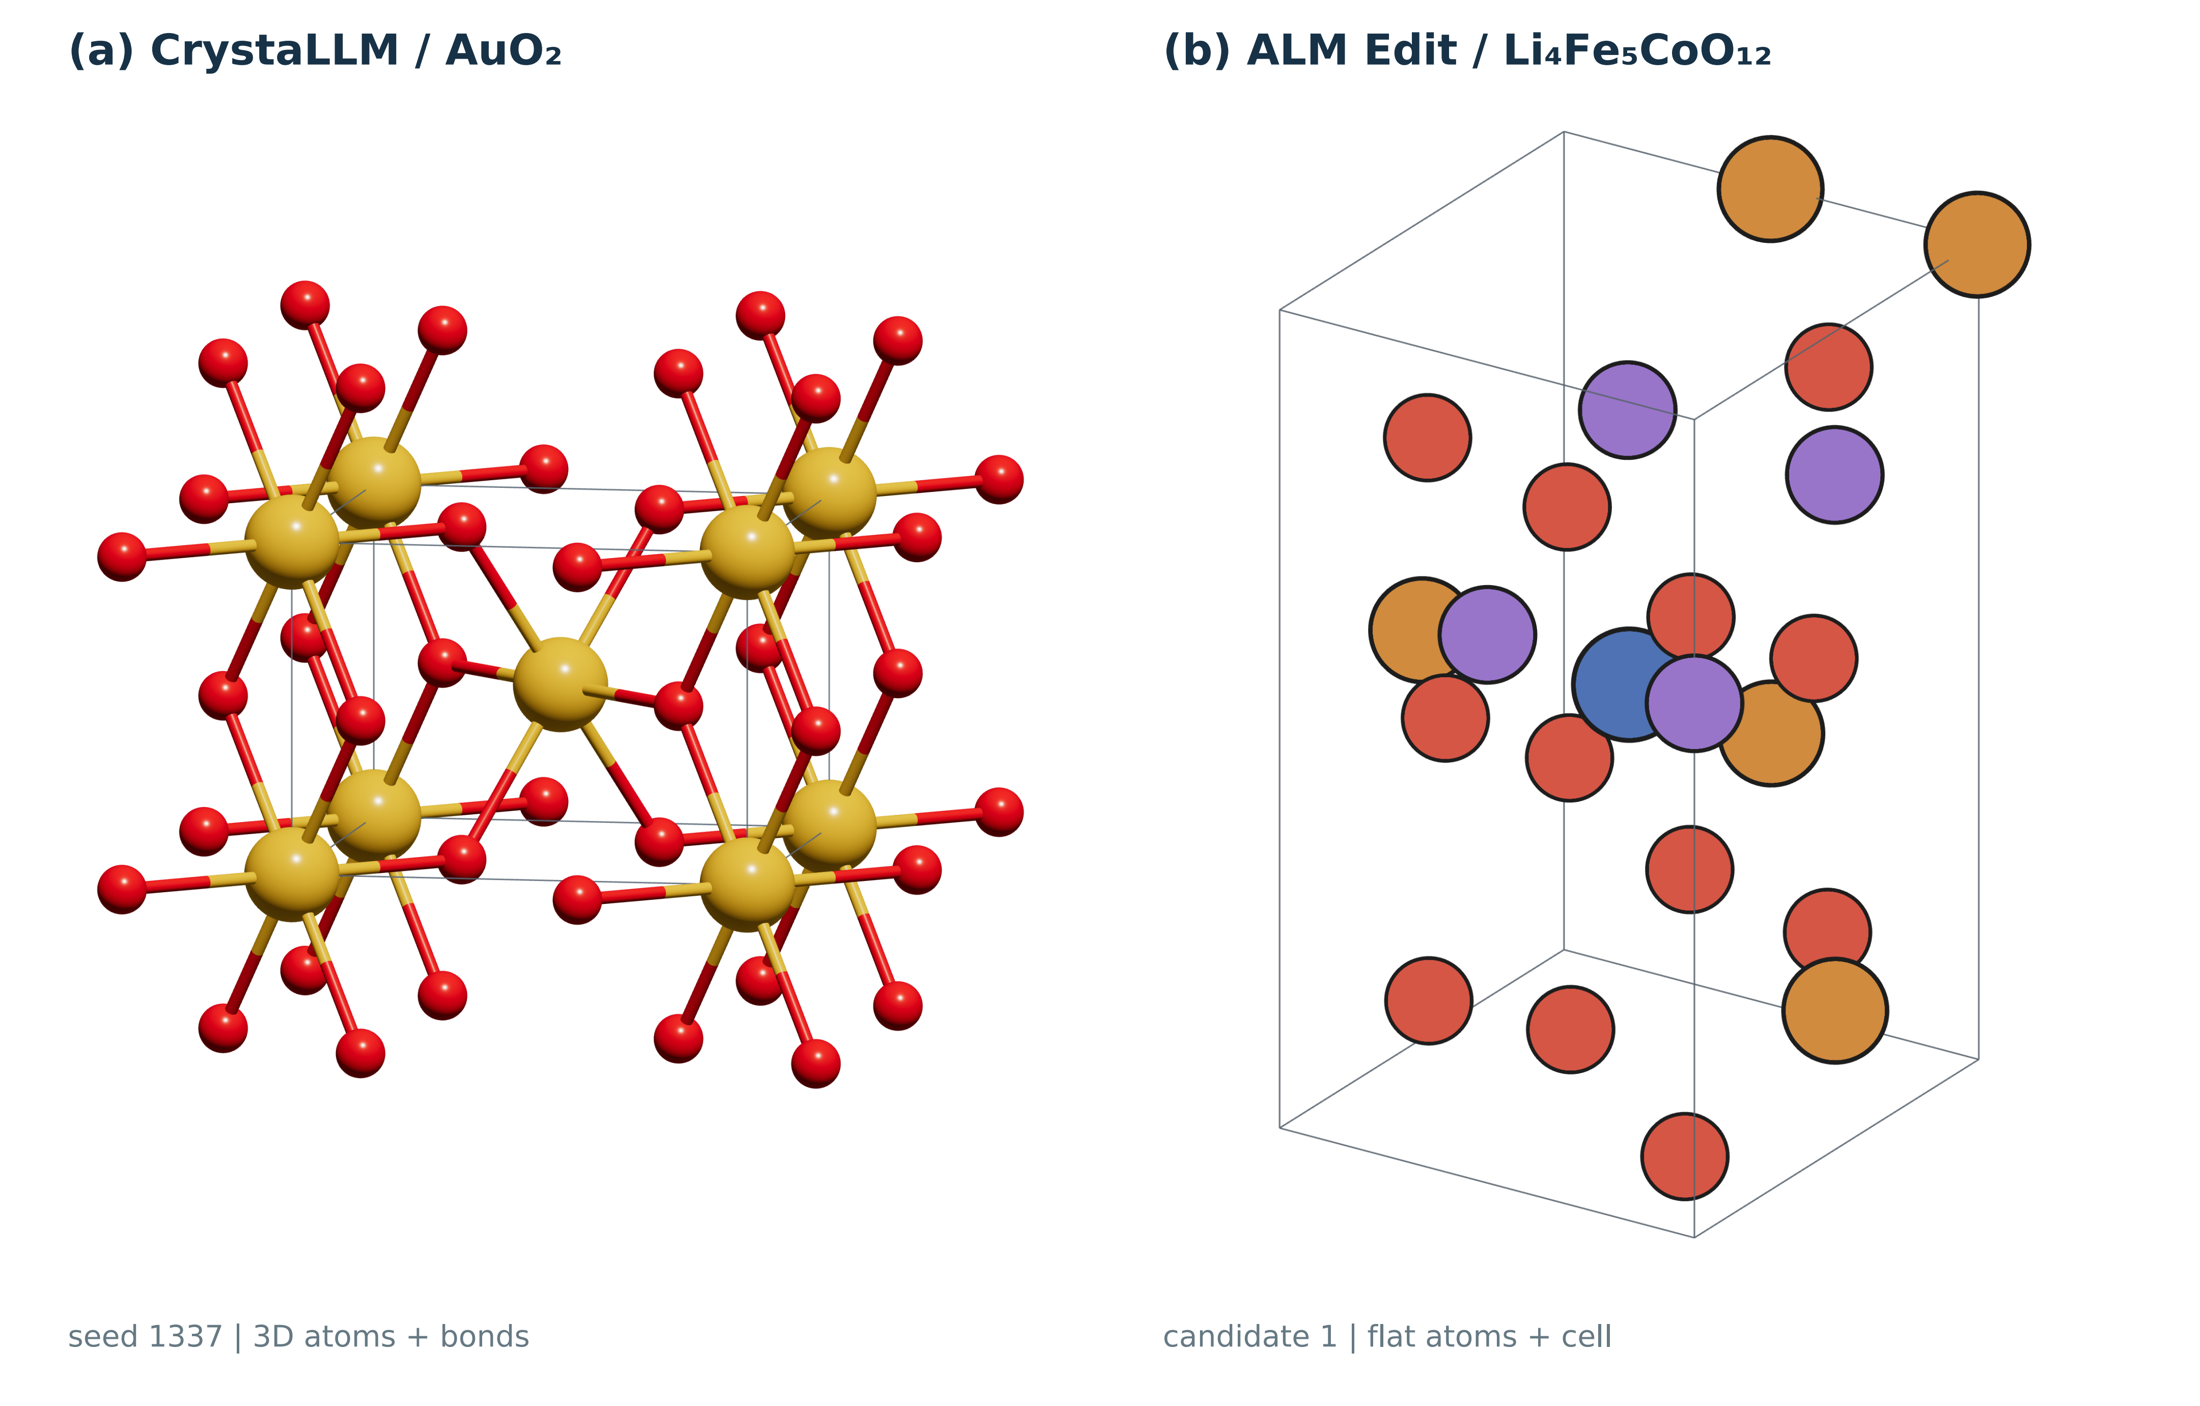 (a) CrystaLLM / AuO₂
(b) ALM Edit / Li₄Fe₅CoO₁₂
seed 1337 | 3D atoms + bonds
candidate 1 | flat atoms + cell